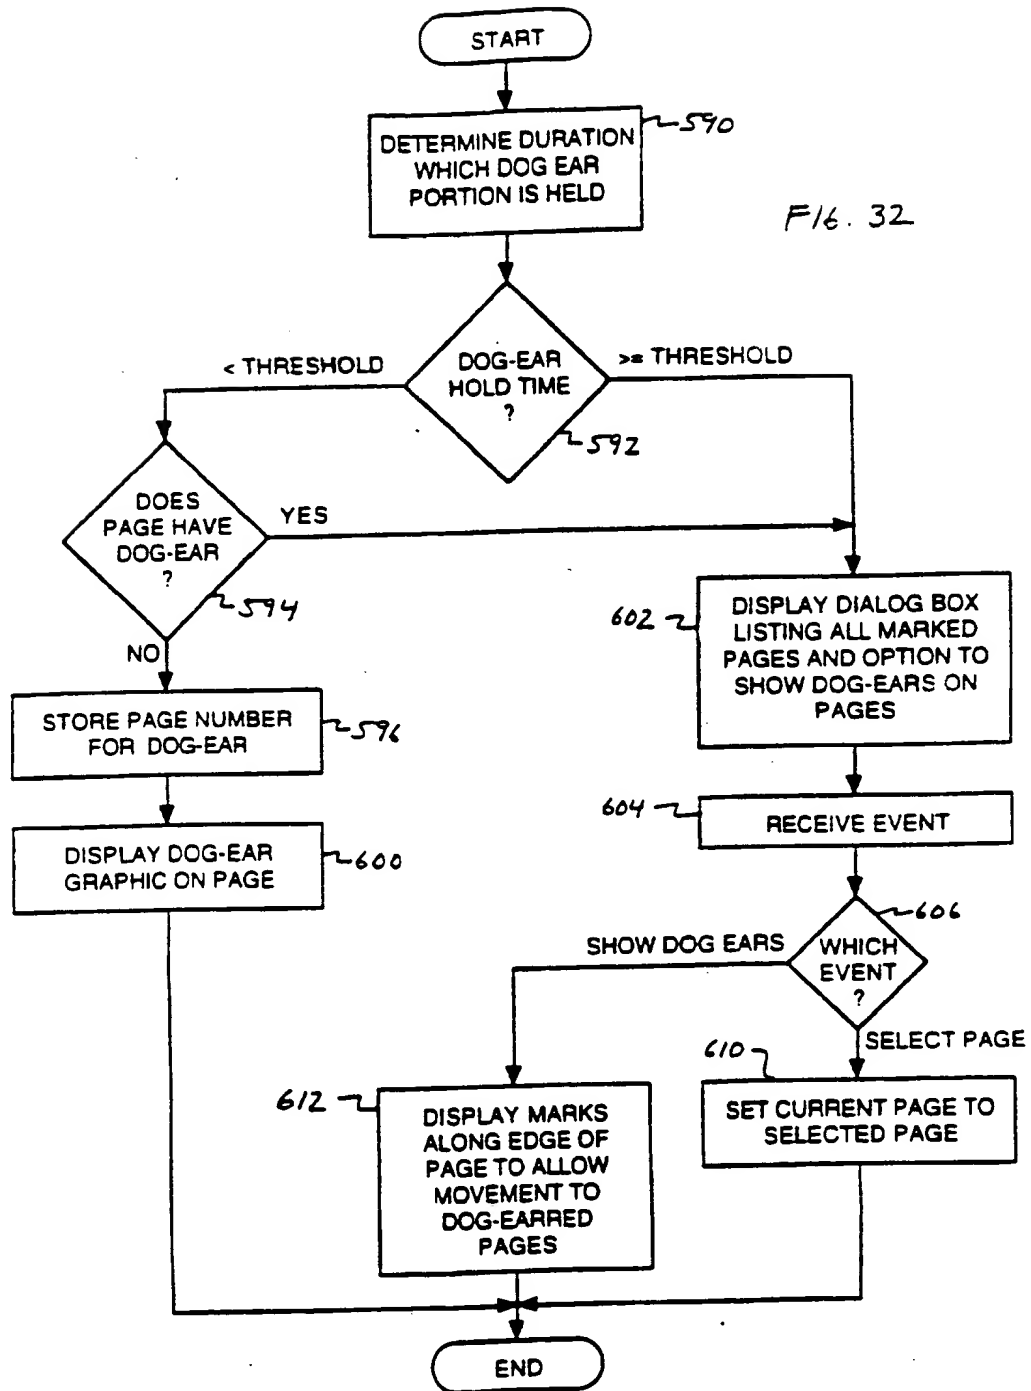 START
DETERMINE DURATION
WHICH DOG EAR
PORTION IS HELD
590
FIG. 32
DOG-EAR
HOLD TIME
?
592
< THRESHOLD
>= THRESHOLD
DOES
PAGE HAVE
DOG-EAR
?
594
YES
NO
STORE PAGE NUMBER
FOR DOG-EAR
596
DISPLAY DOG-EAR
GRAPHIC ON PAGE
600
602
DISPLAY DIALOG BOX
LISTING ALL MARKED
PAGES AND OPTION TO
SHOW DOG-EARS ON
PAGES
604
RECEIVE EVENT
606
WHICH
EVENT
?
SHOW DOG EARS
SELECT PAGE
610
SET CURRENT PAGE TO
SELECTED PAGE
612
DISPLAY MARKS
ALONG EDGE OF
PAGE TO ALLOW
MOVEMENT TO
DOG-EARRED
PAGES
END